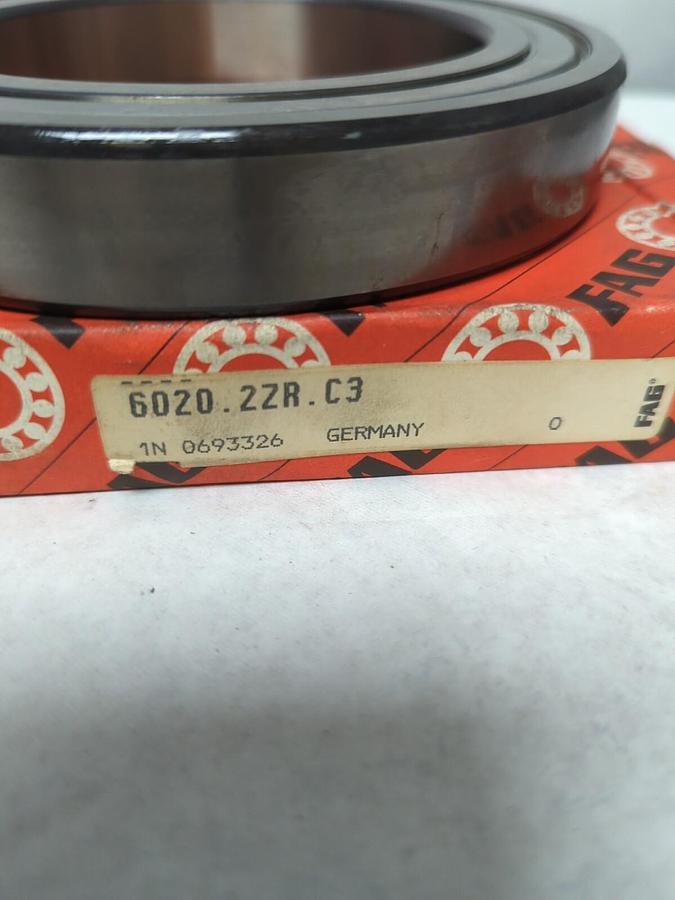 FAG
6020.2ZR.C3
1N 0693326 GERMANY 0
FAG®